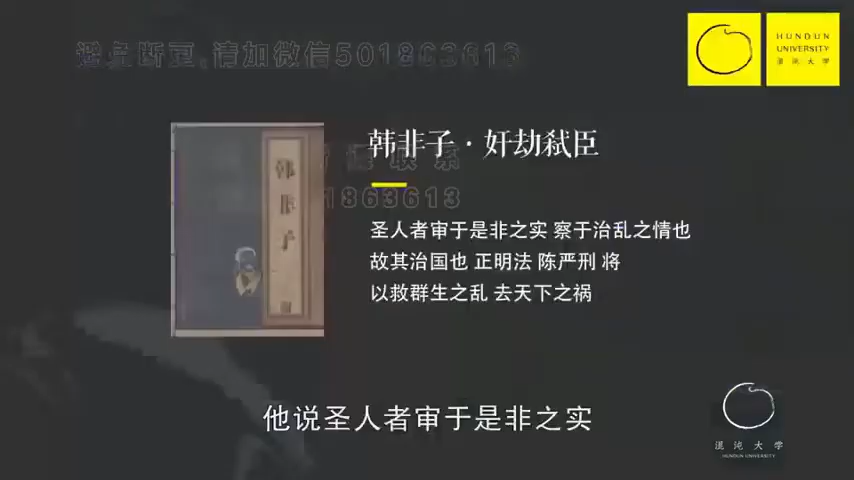 避免断更,请加微信501863613
HUNDUN
UNIVERSITY
混沌大学
韩非子·奸劫弑臣
韩非子
1863613
圣人者审于是非之实 察于治乱之情也
故其治国也 正明法 陈严刑 将
以救群生之乱 去天下之祸
他说圣人者审于是非之实
混沌大学
HUNDUN UNIVERSITY